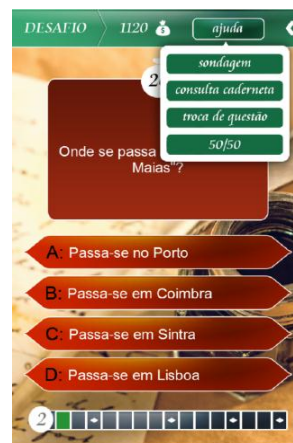 DESAFIO 1120 $ ajuda
sondagem
consulta caderneta
troca de questão
50/50
2
Onde se passa
Maias"?
A: Passa-se no Porto
B: Passa-se em Coimbra
C: Passa-se em Sintra
D: Passa-se em Lisboa
2